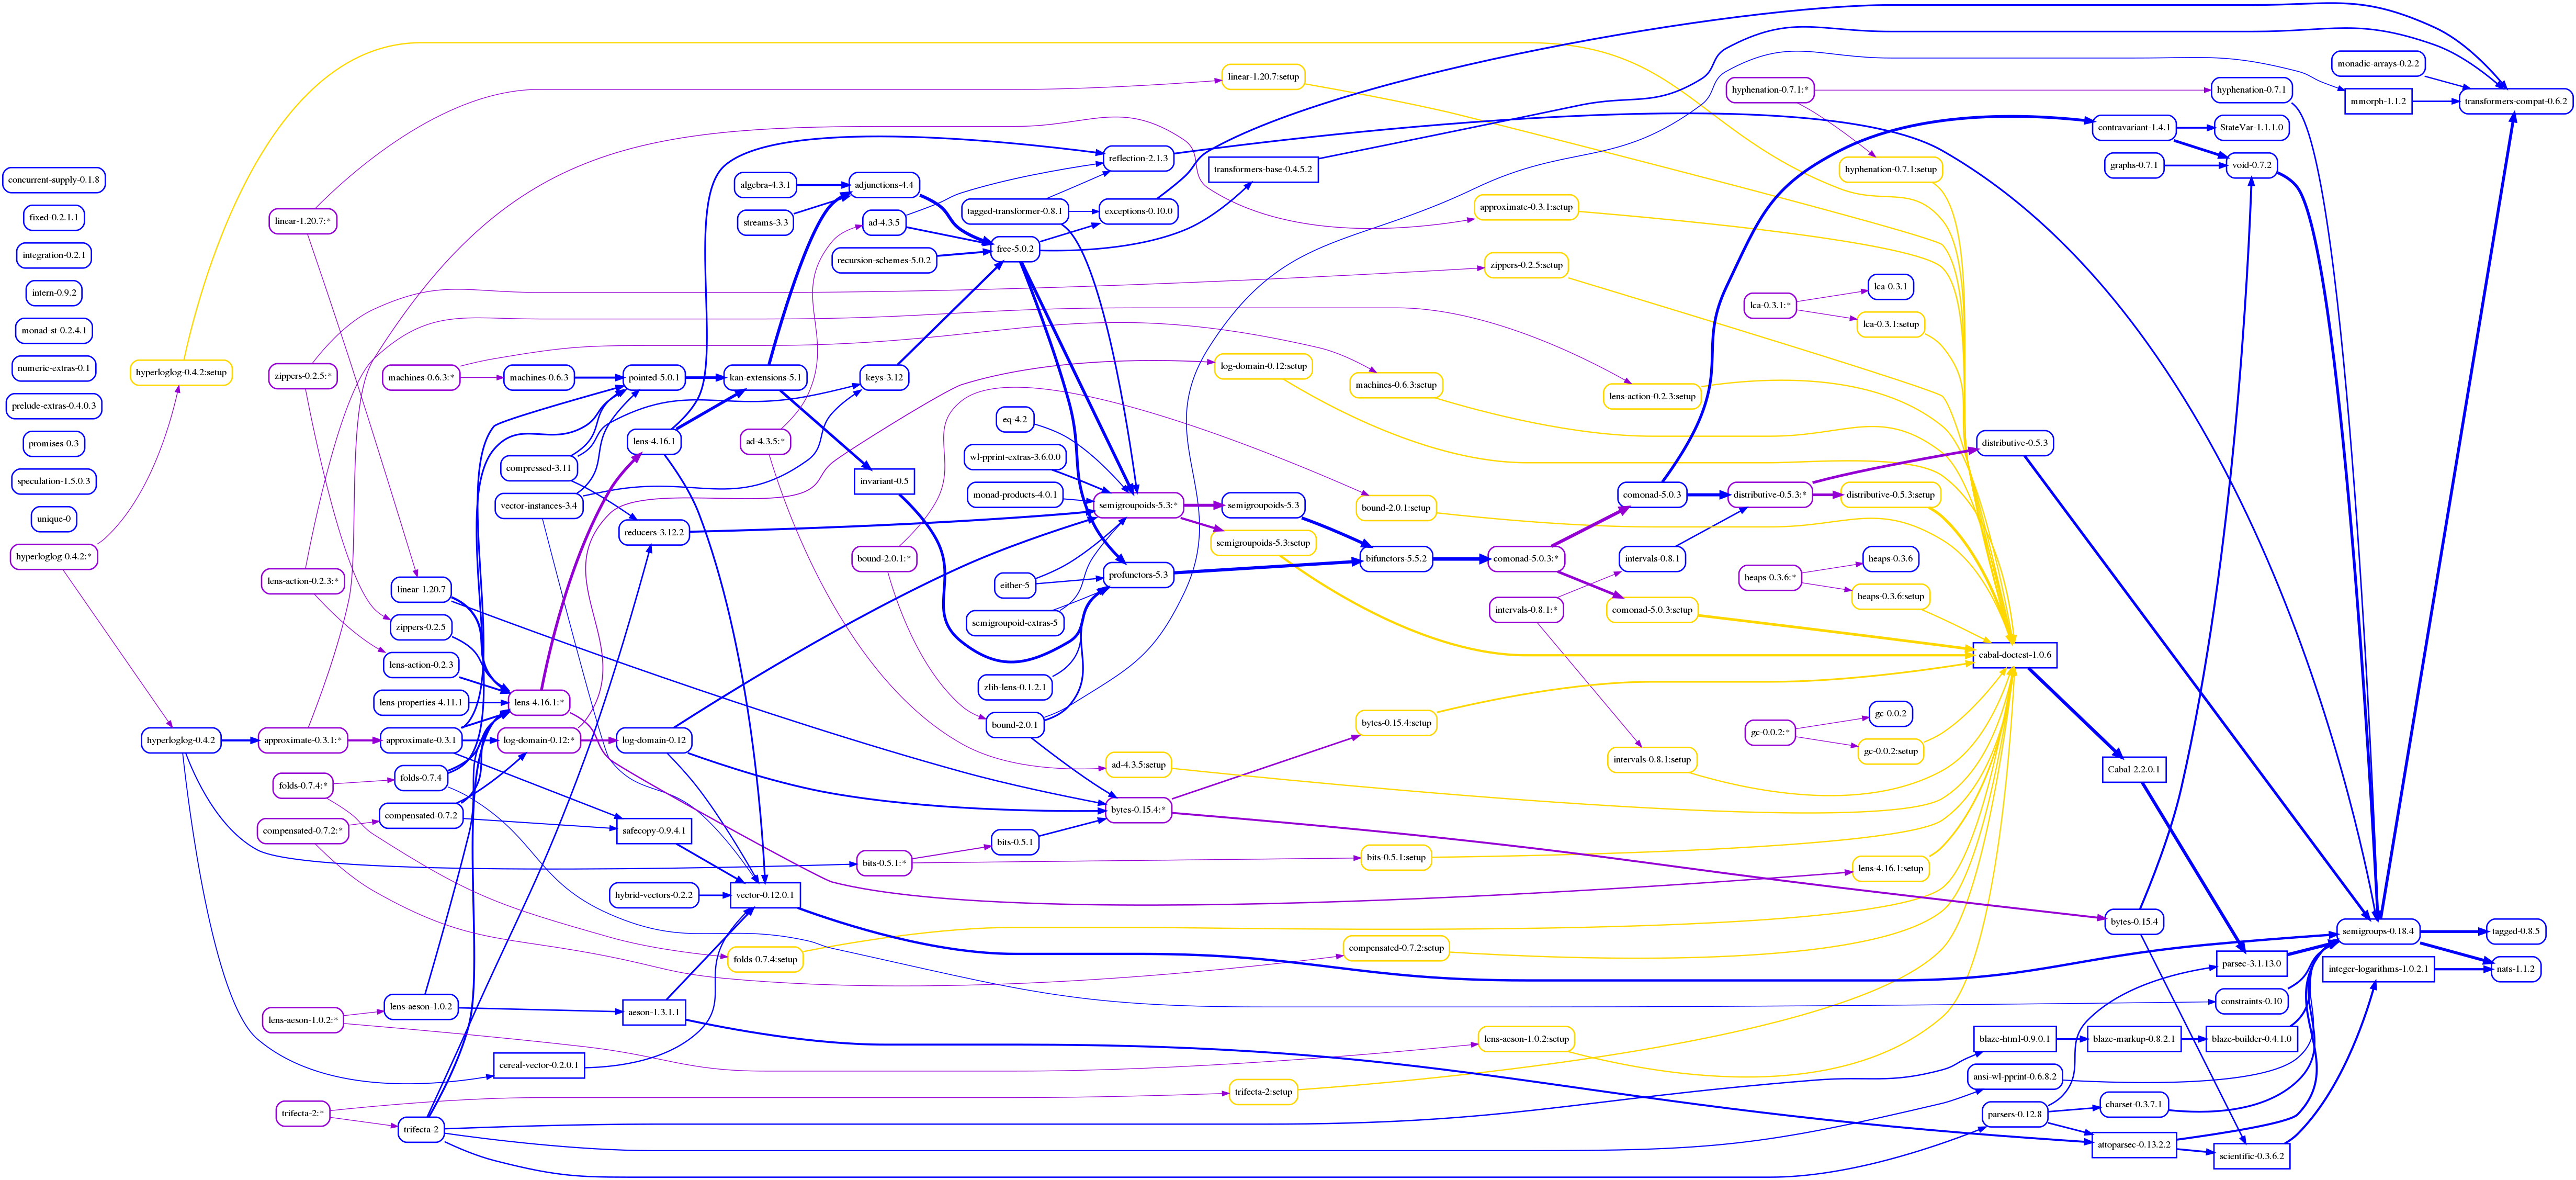 concurrent-supply-0.1.8
fixed-0.2.1.1
integration-0.2.1
intern-0.9.2
monad-st-0.2.4.1
numeric-extras-0.1
prelude-extras-0.4.0.3
promises-0.3
speculation-1.5.0.3
unique-0
hyperloglog-0.4.2:*
hyperloglog-0.4.2:setup
hyperloglog-0.4.2
linear-1.20.7:*
zippers-0.2.5:*
lens-action-0.2.3:*
approximate-0.3.1:*
folds-0.7.4:*
compensated-0.7.2:*
lens-aeson-1.0.2:*
trifecta-2:*
machines-0.6.3:*
linear-1.20.7
zippers-0.2.5
lens-action-0.2.3
lens-properties-4.11.1
approximate-0.3.1
folds-0.7.4
compensated-0.7.2
lens-aeson-1.0.2
trifecta-2
machines-0.6.3
compressed-3.11
vector-instances-3.4
lens-4.16.1:*
log-domain-0.12:*
cereal-vector-0.2.0.1
pointed-5.0.1
lens-4.16.1
reducers-3.12.2
log-domain-0.12
safecopy-0.9.4.1
hybrid-vectors-0.2.2
aeson-1.3.1.1
algebra-4.3.1
streams-3.3
kan-extensions-5.1
ad-4.3.5:*
vector-0.12.0.1
folds-0.7.4:setup
adjunctions-4.4
ad-4.3.5
recursion-schemes-5.0.2
keys-3.12
invariant-0.5
bound-2.0.1:*
bits-0.5.1:*
tagged-transformer-0.8.1
free-5.0.2
eq-4.2
wl-pprint-extras-3.6.0.0
monad-products-4.0.1
either-5
semigroupoid-extras-5
zlib-lens-0.1.2.1
bound-2.0.1
bits-0.5.1
reflection-2.1.3
exceptions-0.10.0
semigroupoids-5.3:*
profunctors-5.3
ad-4.3.5:setup
bytes-0.15.4:*
linear-1.20.7:setup
transformers-base-0.4.5.2
log-domain-0.12:setup
semigroupoids-5.3
semigroupoids-5.3:setup
trifecta-2:setup
machines-0.6.3:setup
bound-2.0.1:setup
bifunctors-5.5.2
bytes-0.15.4:setup
bits-0.5.1:setup
compensated-0.7.2:setup
approximate-0.3.1:setup
zippers-0.2.5:setup
comonad-5.0.3:*
intervals-0.8.1:*
lens-aeson-1.0.2:setup
lens-action-0.2.3:setup
comonad-5.0.3
intervals-0.8.1
comonad-5.0.3:setup
intervals-0.8.1:setup
hyphenation-0.7.1:*
lca-0.3.1:*
distributive-0.5.3:*
heaps-0.3.6:*
gc-0.0.2:*
hyphenation-0.7.1:setup
lca-0.3.1
lca-0.3.1:setup
distributive-0.5.3:setup
heaps-0.3.6
heaps-0.3.6:setup
gc-0.0.2
gc-0.0.2:setup
lens-4.16.1:setup
distributive-0.5.3
cabal-doctest-1.0.6
blaze-html-0.9.0.1
ansi-wl-pprint-0.6.8.2
parsers-0.12.8
contravariant-1.4.1
graphs-0.7.1
Cabal-2.2.0.1
bytes-0.15.4
blaze-markup-0.8.2.1
charset-0.3.7.1
attoparsec-0.13.2.2
hyphenation-0.7.1
StateVar-1.1.1.0
void-0.7.2
parsec-3.1.13.0
constraints-0.10
blaze-builder-0.4.1.0
scientific-0.3.6.2
monadic-arrays-0.2.2
mmorph-1.1.2
semigroups-0.18.4
integer-logarithms-1.0.2.1
transformers-compat-0.6.2
tagged-0.8.5
nats-1.1.2